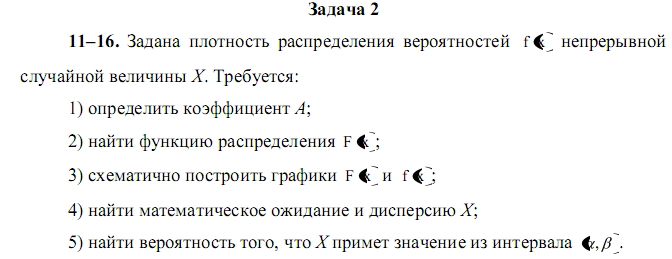 Задача 2
11–16. Задана плотность распределения вероятностей f(x) непрерывной
случайной величины X. Требуется:
1) определить коэффициент A;
2) найти функцию распределения F(x);
3) схематично построить графики F(x) и f(x);
4) найти математическое ожидание и дисперсию X;
5) найти вероятность того, что X примет значение из интервала (α, β).